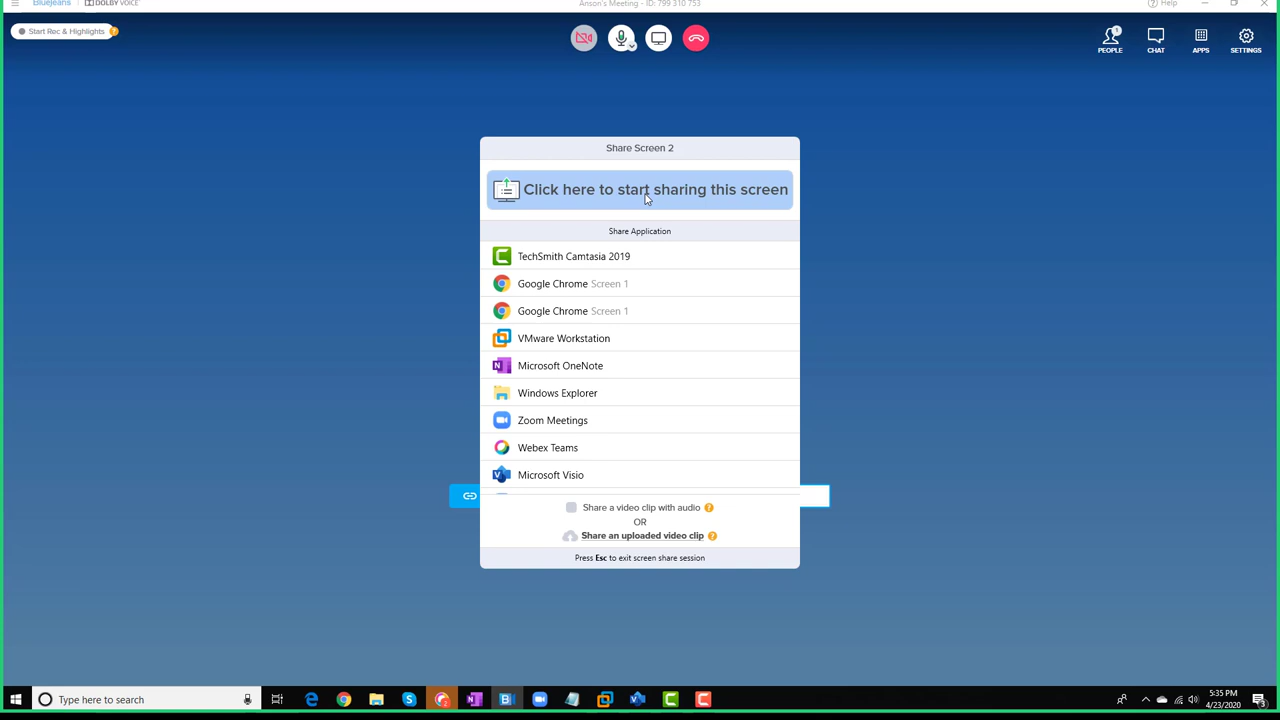 BlueJeans DOLBY VOICE
Anson's Meeting - ID: 799 310 753
Help
Start Rec & Highlights
1
PEOPLE
CHAT
APPS
SETTINGS
Share Screen 2
Click here to start sharing this screen
Share Application
TechSmith Camtasia 2019
Google Chrome Screen 1
Google Chrome Screen 1
VMware Workstation
Microsoft OneNote
Windows Explorer
Zoom Meetings
Webex Teams
Microsoft Visio
Share a video clip with audio
OR
Share an uploaded video clip
Press Esc to exit screen share session
Type here to search
5:35 PM
4/23/2020
3